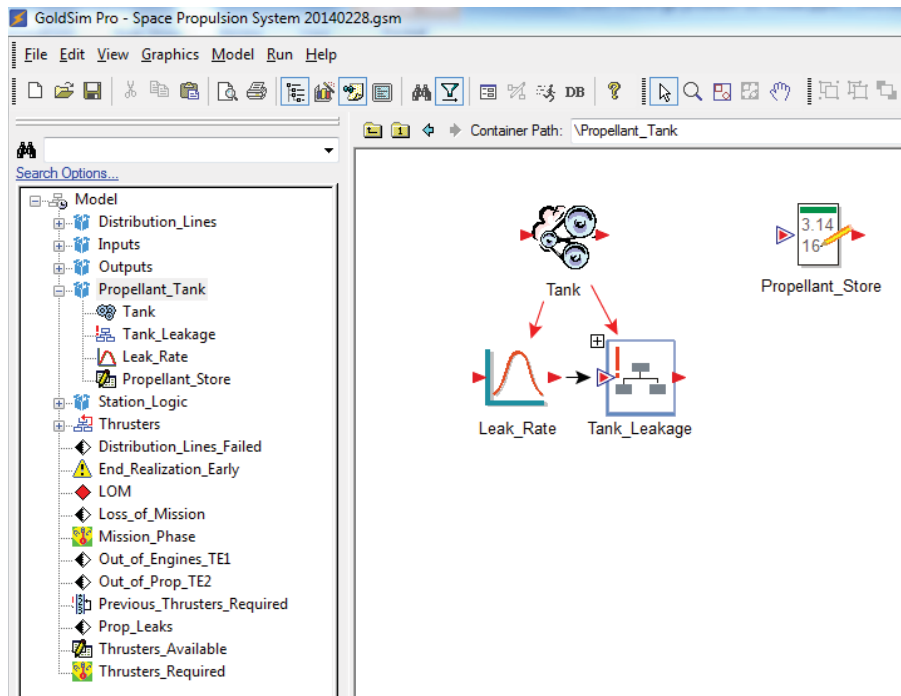 GoldSim Pro - Space Propulsion System 20140228.gsm
File Edit View Graphics Model Run Help
DB
Container Path: \Propellant_Tank
Search Options...
Model
Distribution_Lines
Inputs
Outputs
Propellant_Tank
Tank
Tank_Leakage
Leak_Rate
Propellant_Store
Station_Logic
Thrusters
Distribution_Lines_Failed
End_Realization_Early
LOM
Loss_of_Mission
Mission_Phase
Out_of_Engines_TE1
Out_of_Prop_TE2
Previous_Thrusters_Required
Prop_Leaks
Thrusters_Available
Thrusters_Required
Tank
3.14
16
Propellant_Store
Leak_Rate
Tank_Leakage